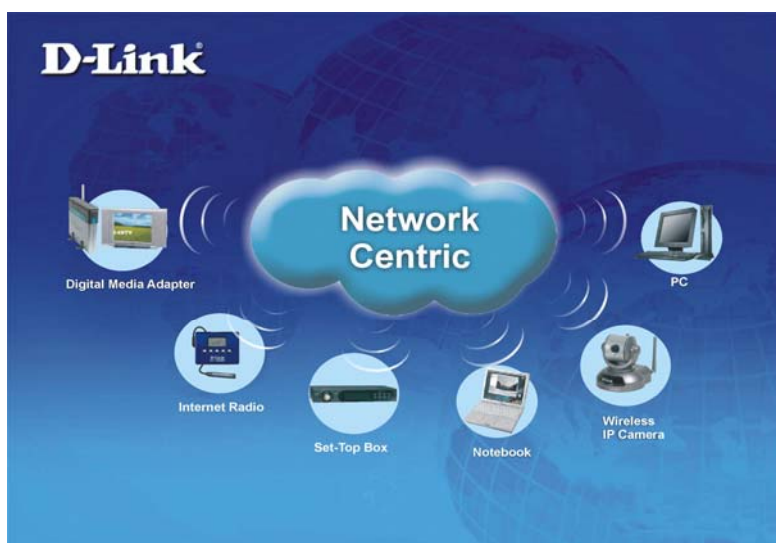 D-Link®
Network
Centric
Digital Media Adapter
PC
Internet Radio
Set-Top Box
Notebook
Wireless
IP Camera